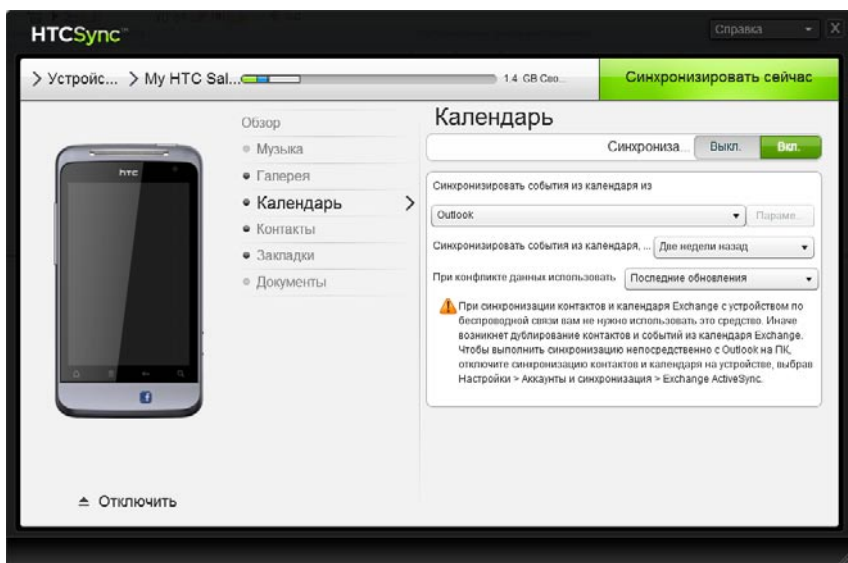 HTCSync™
Справка
X
Устройс... My HTC Sal... 1.4 GB Сво...
Синхронизировать сейчас
Обзор
Музыка
Галерея
Календарь
Контакты
Закладки
Документы
htc
Отключить
Календарь
Синхрониза... Выкл. Вкл.
Синхронизировать события из календаря из
Outlook Параме...
Синхронизировать события из календаря, ... Две недели назад
При конфликте данных использовать Последние обновления
При синхронизации контактов и календаря Exchange с устройством по
беспроводной связи вам не нужно использовать это средство. Иначе
возникнет дублирование контактов и событий из календаря Exchange.
Чтобы выполнить синхронизацию непосредственно с Outlook на ПК,
отключите синхронизацию контактов и календаря на устройстве, выбрав
Настройки > Аккаунты и синхронизация > Exchange ActiveSync.